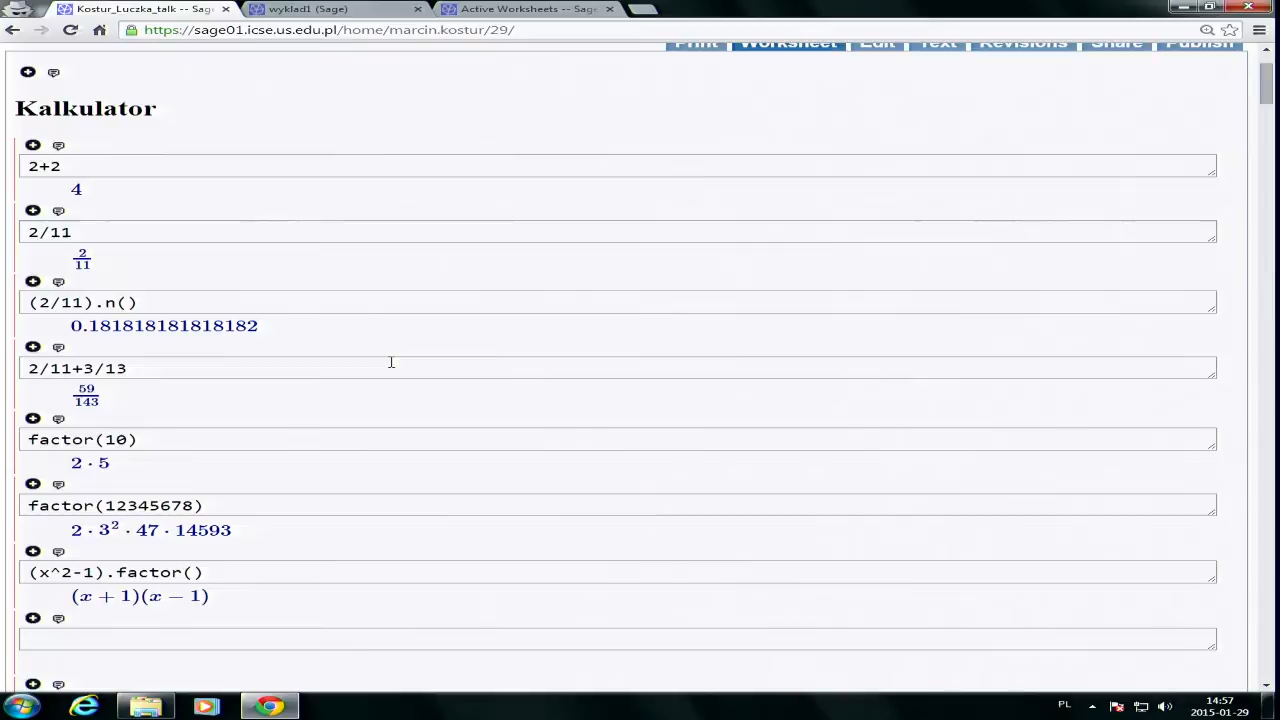 Kostur_Luczka_talk -- Sage
wyklad1 (Sage)
Active Worksheets -- Sage
https://sage01.icse.us.edu.pl/home/marcin.kostur/29/
Print Worksheet Edit Text Revisions Share Publish
Kalkulator
2+2
4
2/11
2/11
(2/11).n()
0.181818181818182
2/11+3/13
59/143
factor(10)
2 · 5
factor(12345678)
2 · 3² · 47 · 14593
(x^2-1).factor()
(x + 1)(x − 1)
PL
14:57
2015-01-29